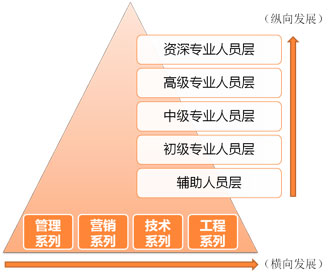 （纵向发展）
资深专业人员层
高级专业人员层
中级专业人员层
初级专业人员层
辅助人员层
管理 营销 技术 工程
系列 系列 系列 系列
（横向发展）